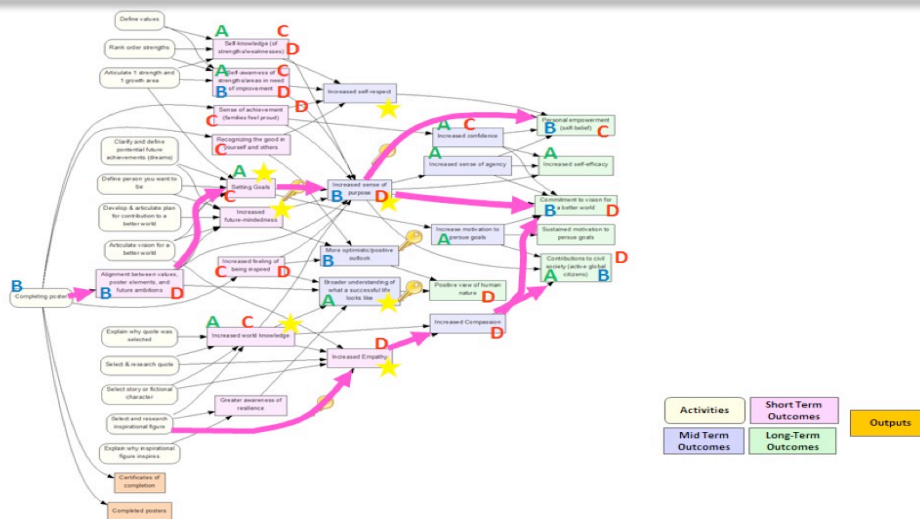 Define values
Rank order strengths
Articulate 1 strength and
1 growth area
Clarify and define
pontential future
achievements (dreams)
Define person you want to
be
Develop & articulate plan
for contribution to a
better world
Articulate vision for a
better world
B
Completing poster
Alignment between values,
poster elements, and
future ambitions
B
D
Explain why quote was
selected
Select & research quote
Select story or fictional
character
Select and research
inspirational figure
Explain why inspirational
figure inspires
Certificates of
completion
Completed posters
A
C
Self-knowledge (of
strengths/weaknesses)
D
A
C
Self-awareness of
strengths/areas in need
of improvement
B
D
Sense of achievement
(families feel proud)
D
C
Recognizing the good in
yourself and others
C
A
Setting Goals
C
Increased
future-mindedness
Increased feeling of
being inspired
C
D
A
C
Increased world knowledge
Greater awareness of
resilience
Increased self-respect
Increased sense of
purpose
B
D
More optimistic/positive
outlook
B
Broader understanding of
what a successful life
looks like
A
D
Increased Empathy
A
C
Increased confidence
A
Increased sense of agency
Increase motivation to
persue goals
A
Positive view of human
nature
D
Increased Compassion
D
Personal empowerment
(self-belief)
B
C
A
Increased self-efficacy
Commitment to vision for
a better world
B
D
Sustained motivation to
persue goals
Contributions to civil
society (active global
citizens)
D
A
B
Activities
Short Term
Outcomes
Mid Term
Outcomes
Long-Term
Outcomes
Outputs